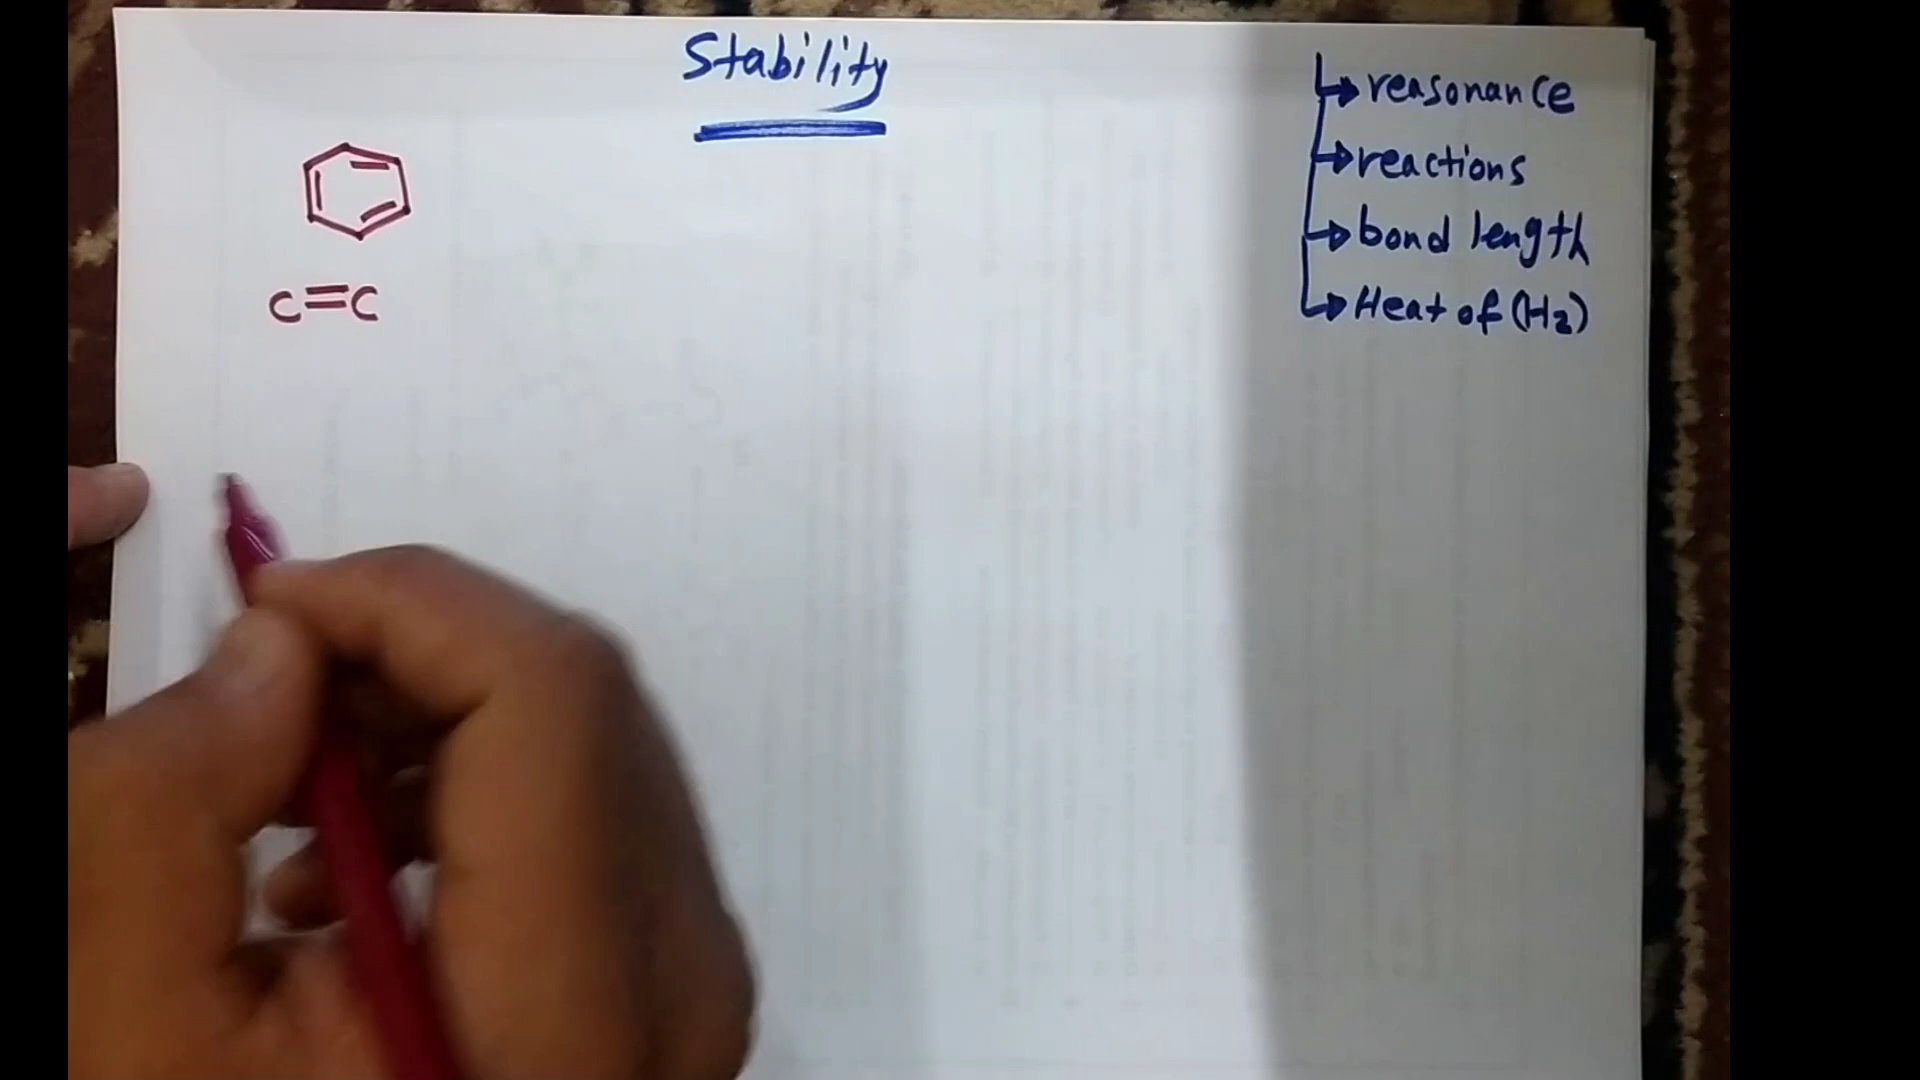 Stability
reasonance
reactions
bond length
Heat of (H2)
C=C